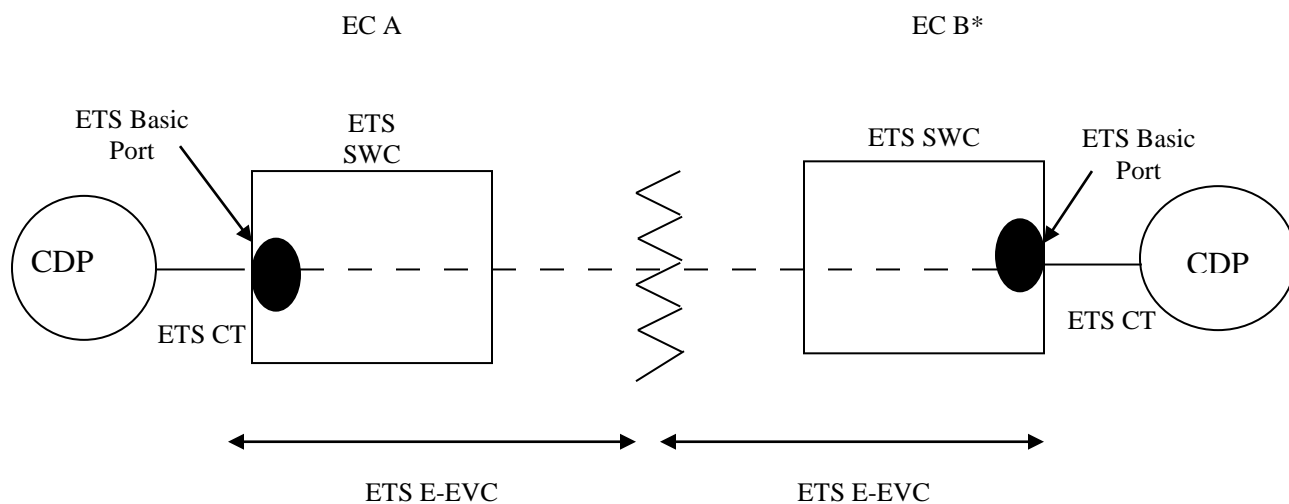 EC A
EC B*
ETS Basic
Port
ETS
SWC
ETS SWC
ETS Basic
Port
CDP
CDP
ETS CT
ETS CT
ETS E-EVC
ETS E-EVC